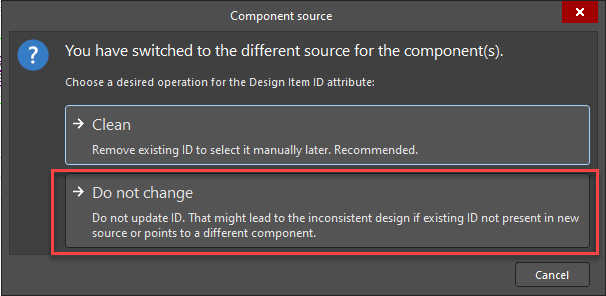 Component source
You have switched to the different source for the component(s).
Choose a desired operation for the Design Item ID attribute:
Clean
Remove existing ID to select it manually later. Recommended.
Do not change
Do not update ID. That might lead to the inconsistent design if existing ID not present in new
source or points to a different component.
Cancel